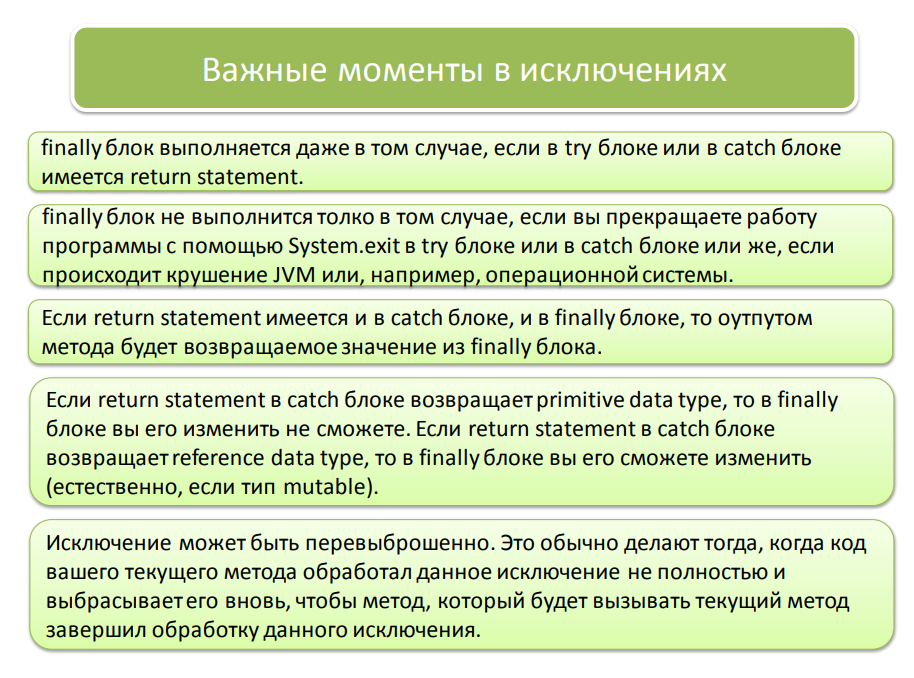 Важные моменты в исключениях
finally блок выполняется даже в том случае, если в try блоке или в catch блоке
имеется return statement.
finally блок не выполнится толко в том случае, если вы прекращаете работу
программы с помощью System.exit в try блоке или в catch блоке или же, если
происходит крушение JVM или, например, операционной системы.
Если return statement имеется и в catch блоке, и в finally блоке, то оутпутом
метода будет возвращаемое значение из finally блока.
Если return statement в catch блоке возвращает primitive data type, то в finally
блоке вы его изменить не сможете. Если return statement в catch блоке
возвращает reference data type, то в finally блоке вы его сможете изменить
(естественно, если тип mutable).
Исключение может быть перевыброшенно. Это обычно делают тогда, когда код
вашего текущего метода обработал данное исключение не полностью и
выбрасывает его вновь, чтобы метод, который будет вызывать текущий метод
завершил обработку данного исключения.